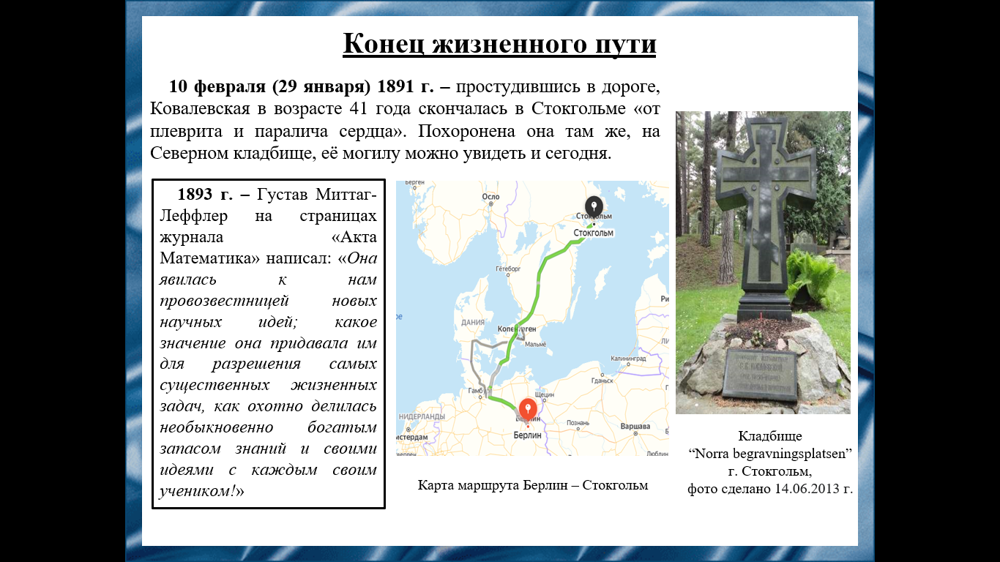 Конец жизненного пути
10 февраля (29 января) 1891 г. – простудившись в дороге,
Ковалевская в возрасте 41 года скончалась в Стокгольме «от
плеврита и паралича сердца». Похоронена она там же, на
Северном кладбище, её могилу можно увидеть и сегодня.
1893 г. – Густав Миттаг-
Леффлер на страницах
журнала «Акта
Математика» написал: «Она
явилась к нам
провозвестницей новых
научных идей; какое
значение она придавала им
для разрешения самых
существенных жизненных
задач, как охотно делилась
необыкновенно богатым
запасом знаний и своими
идеями с каждым своим
учеником!»
Берген
Осло
Стокгольм
Стокгольм
Гётеборг
Ри
ДАНИЯ
Копенгаген
Мальмё
ое
ЛИ
Калининград
Гданьск
Гамб
Щецин
НИДЕРЛАНДЫ
Берлин
Берлин
Познань
Варшава
мстердам
Люблин
Карта маршрута Берлин – Стокгольм
Кладбище
“Norra begravningsplatsen”
г. Стокгольм,
фото сделано 14.06.2013 г.